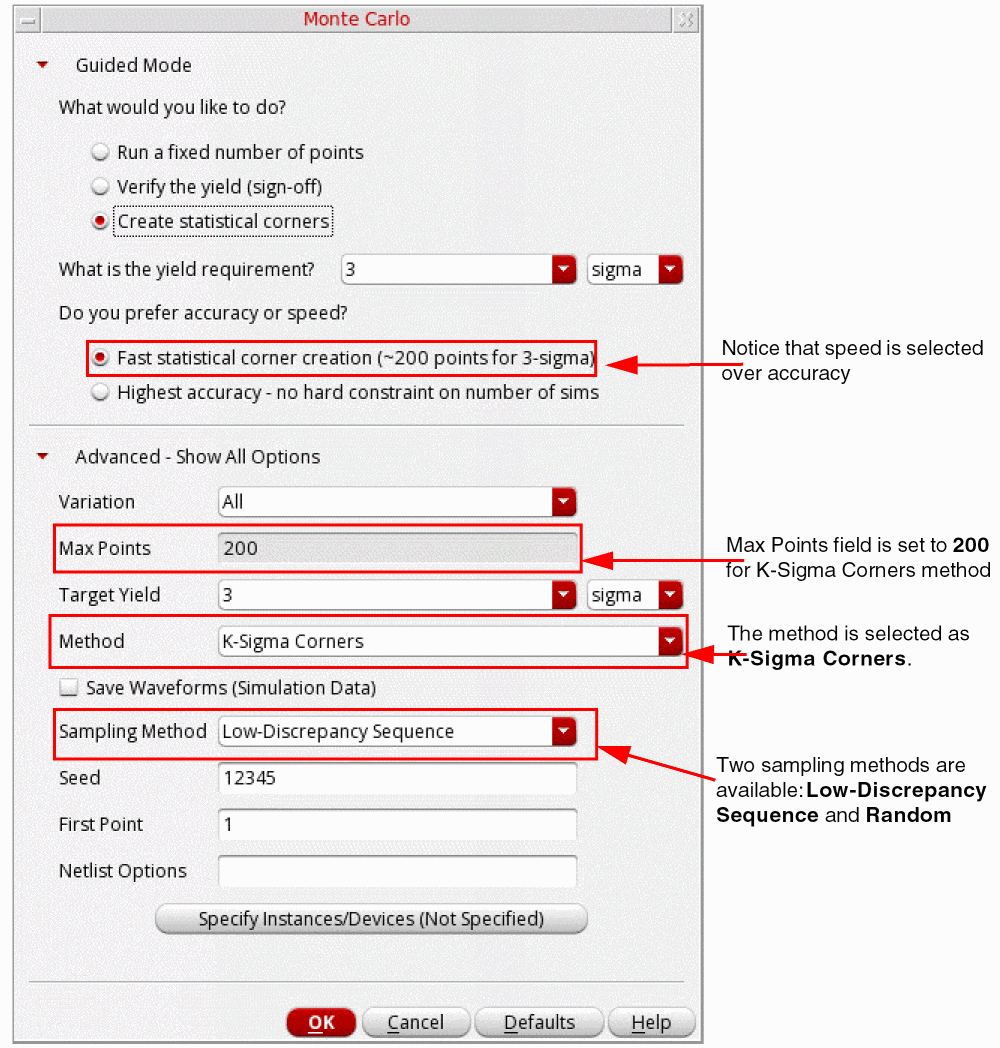 Monte Carlo
Guided Mode
What would you like to do?
Run a fixed number of points
Verify the yield (sign-off)
Create statistical corners
What is the yield requirement? 3 sigma
Do you prefer accuracy or speed?
Fast statistical corner creation (~200 points for 3-sigma)
Notice that speed is selected
over accuracy
Highest accuracy - no hard constraint on number of sims
Advanced - Show All Options
Variation All
Max Points 200
Max Points field is set to 200
for K-Sigma Corners method
Target Yield 3 sigma
Method K-Sigma Corners
The method is selected as
K-Sigma Corners.
Save Waveforms (Simulation Data)
Sampling Method Low-Discrepancy Sequence
Two sampling methods are
available: Low-Discrepancy
Sequence and Random
Seed 12345
First Point 1
Netlist Options
Specify Instances/Devices (Not Specified)
OK Cancel Defaults Help